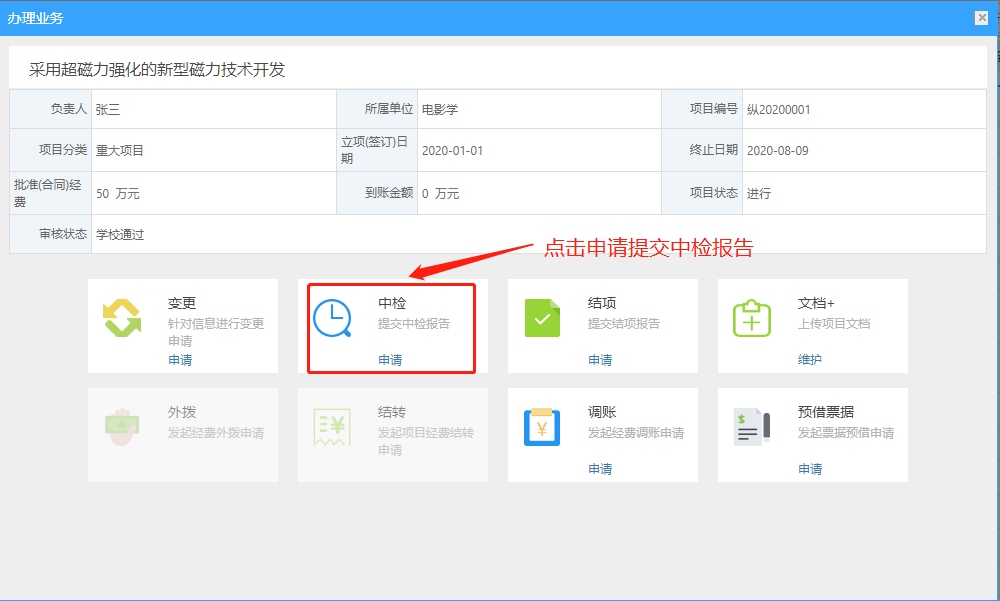 办理业务
采用超磁力强化的新型磁力技术开发
负责人 张三 所属单位 电影学 项目编号 纵20200001
项目分类 重大项目 立项(签订)日期 2020-01-01 终止日期 2020-08-09
批准(合同)经费 50 万元 到账金额 0 万元 项目状态 进行
审核状态 学校通过
点击申请提交中检报告
变更
针对信息进行变更
申请
申请
中检
提交中检报告
申请
结项
提交结项报告
申请
文档+
上传项目文档
维护
外拨
发起经费外拨申请
结转
发起项目经费结转
申请
调账
发起经费调账申请
申请
预借票据
发起票据预借申请
申请